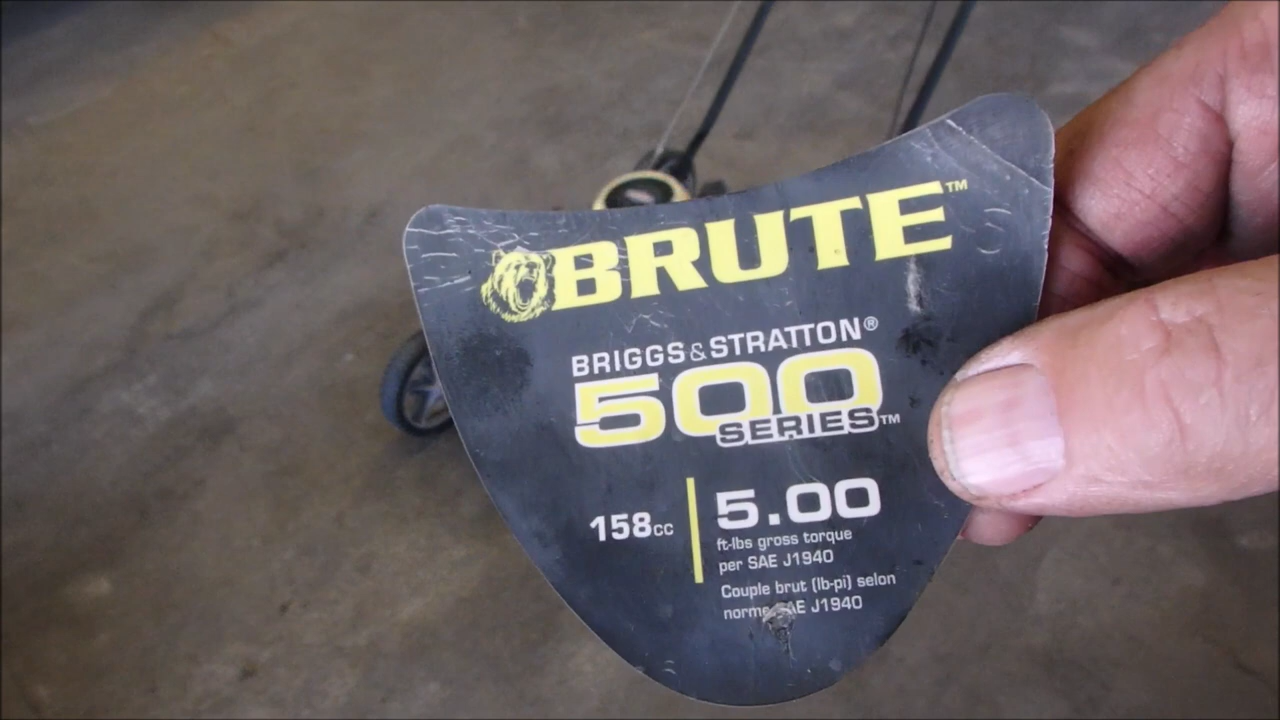 BRUTE™
BRIGGS & STRATTON®
500
SERIES™
158cc
5.00
ft-lbs gross torque
per SAE J1940
Couple brut (lb-pi) selon
norme SAE J1940